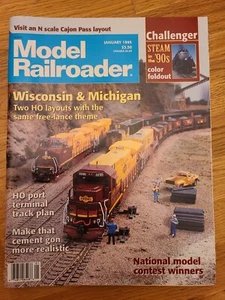 Visit an N scale Cajon Pass layout
Challenger
STEAM
in the
'90s
color
foldout
Model
Railroader
JANUARY 1996
Wisconsin & Michigan
Two HO layouts with the
same free-lance theme
HO port
terminal
track plan
Make that
cement gon
more realistic
National model
contest winners